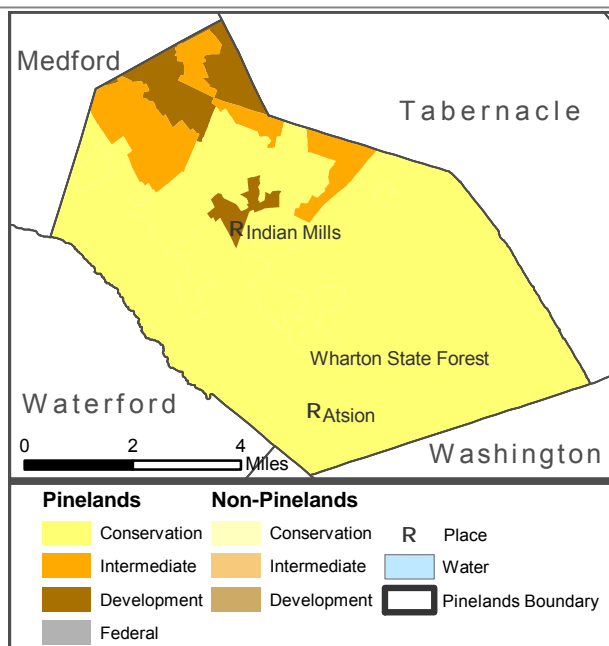 Medford
Tabernacle
R Indian Mills
Wharton State Forest
R Atsion
Waterford
Washington
0 2 4
Miles
Pinelands Non-Pinelands
Conservation Conservation R Place
Intermediate Intermediate Water
Development Development Pinelands Boundary
Federal